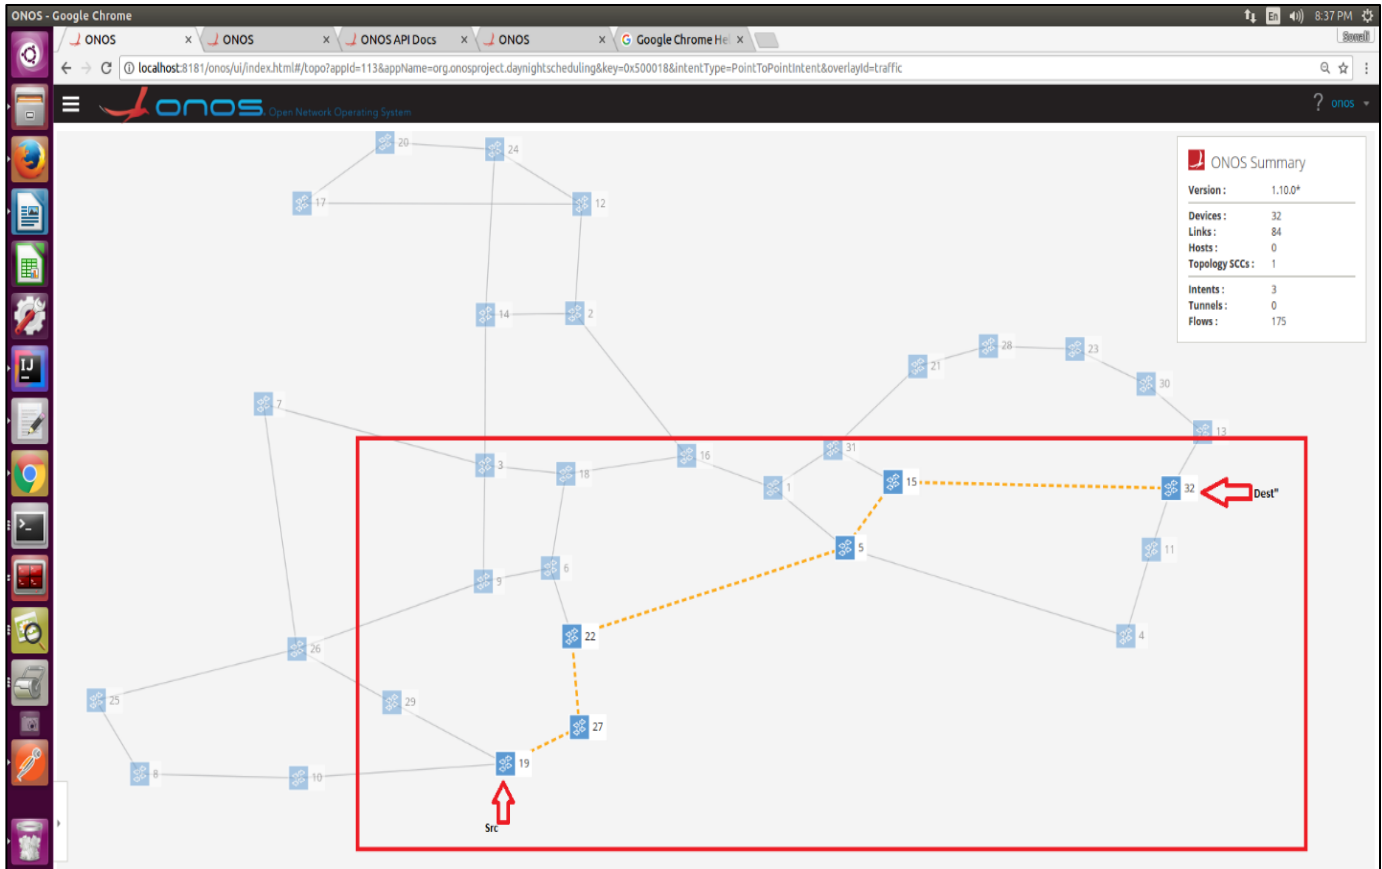 ONOS - Google Chrome
En
8:37 PM
ONOS x
ONOS x
ONOS API Docs x
ONOS x
Google Chrome Hel x
localhost:8181/onos/ui/index.html#/topo?appId=113&appName=org.onosproject.daynightscheduling&key=0x500018&intentType=PointToPointIntent&overlayId=traffic
onos Open Network Operating System
? onos
ONOS Summary
Version : 1.10.0*
Devices : 32
Links : 84
Hosts : 0
Topology SCCs : 1
Intents : 3
Tunnels : 0
Flows : 175
20
24
17
12
14
2
28
23
21
30
7
13
31
16
3
18
1
15
32
Dest"
5
11
6
9
22
4
26
25
29
27
19
8
10
Src
IJ